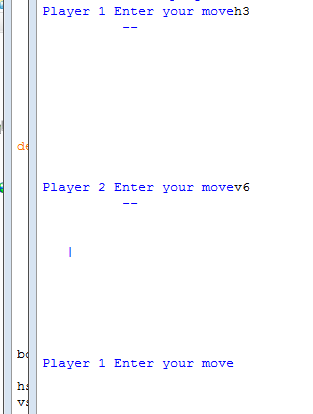 Player 1 Enter your moveh3
--
de
Player 2 Enter your movev6
--
|
bo
Player 1 Enter your move
hs
vs